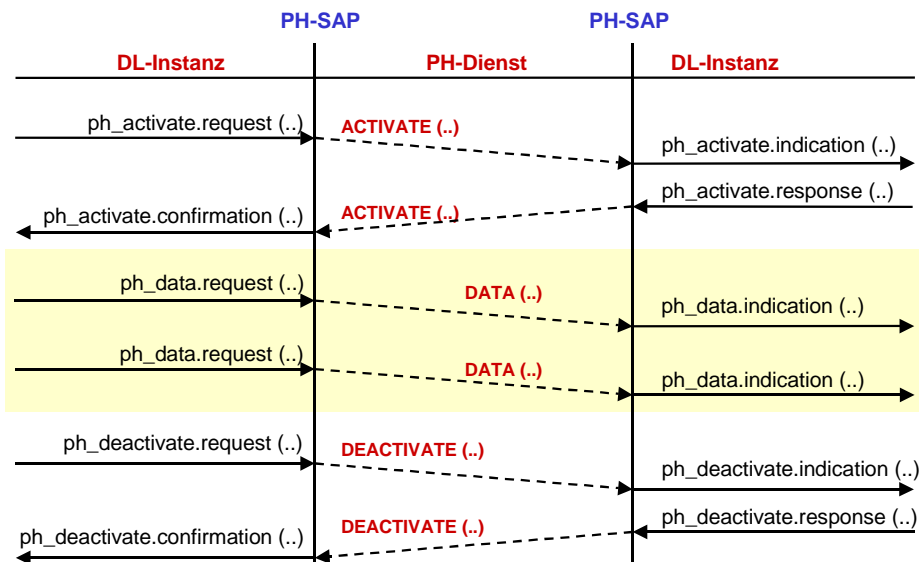 PH-SAP PH-SAP
DL-Instanz PH-Dienst DL-Instanz
ph_activate.request (..) ACTIVATE (..)
ph_activate.indication (..)
ph_activate.response (..)
ph_activate.confirmation (..) ACTIVATE (..)
ph_data.request (..) DATA (..)
ph_data.indication (..)
ph_data.request (..) DATA (..)
ph_data.indication (..)
ph_deactivate.request (..) DEACTIVATE (..)
ph_deactivate.indication (..)
ph_deactivate.response (..)
ph_deactivate.confirmation (..) DEACTIVATE (..)